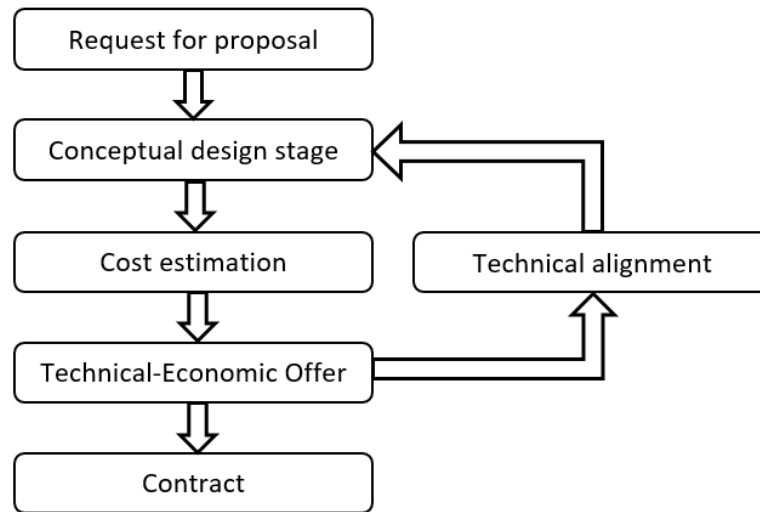 Request for proposal
Conceptual design stage
Cost estimation
Technical alignment
Technical-Economic Offer
Contract